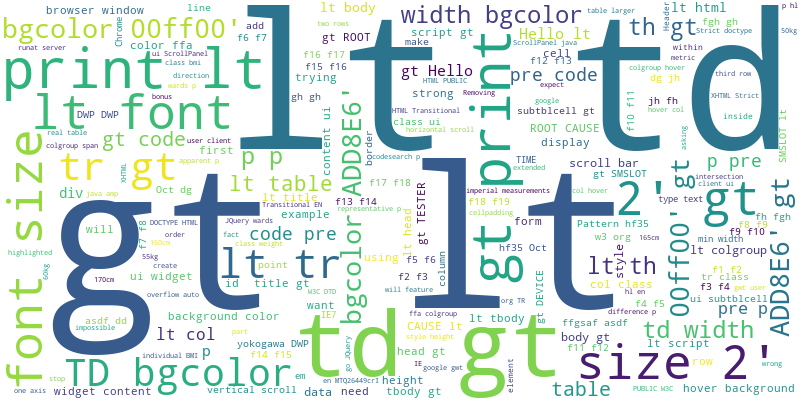 browser window
line
lt body
width bgcolor
table larger
lt html
p hl
bgcolor 00ff00'
Chrome
add
two rows
script gt
Hello lt
th gt
Header
fgh gh
Strict doctype
50kg
runat server
color ffa
f6 f7
gt ROOT
make
ScrollPanel java
cell
within
metric
print lt
lt td
ui ScrollPanel
class bmi
direction
f16 f17
f15 f16
trying
gt Hello
HTML PUBLIC
strong
print
f12 f13
pre code
expect
colgroup hover
dg jh
XHTML Strict
third row
lt font
wards p
bonus
gh gh
HTML Transitional
Removing
subtblcell gt
google
jh fh
hover col
inside
real table
DWP DWP
user client
content ui
ADD8E6'
border
class ui
horizontal scroll
ROOT CAUSE
f10 f11
asking
SMSLOT lt
colgroup span
gt code
first
display
tr gt
XHTML
apparent p
p p
codesearch p
TIME
extended
scroll bar
gt SMSLOT
p pre
intersection
client ui
font size
div
Oct dg
java amp
lt table
f17 f18
imperial measurements
col hover
2' gt
type text
gt lt
lt title
Transitional EN
f13 f14
representative p
gt TESTER
f18 f19
cellpadding
form
Pattern hf35
165cm
fh fgh
will
f7 f8
DOCTYPE HTML
order
160cm
JQuery wards
example
code pre
using
lt head
gt print
w3 org
style
00ff00' gt
f8 f9
f9 f10
min width
ADD8E6' gt
highlighted
60kg
55kg
create
fact
class weight
lt tr
point
f5 f6
column
hf35 Oct
lt th
lt colgroup
170cm
ui widget
id
title gt
bgcolor
f2 f3
will feature
hl en
col class
tr class
f1 f2
f3 f4
get user
overflow auto
W3C DTD
want
IE7
org TR
gt DEVICE
f4 f5
ui subtblcell
asdf dd
impossible
background color
ffa colgroup
lt tbody
difference p
pre p
lt col
yokogawa DWP
part
td gt
CAUSE lt
style height
ffgsaf asdf
body gt
td width
p
f14 f15
go JQuery
head gt
IE
google gwt
f11 f12
size 2'
lt script
row
wrong
stop
TD bgcolor
individual BMI
em
en MTQ26449crI
height
element
one axis
widget content
vertical scroll
data
need
tbody gt
table
PUBLIC W3C
hover background